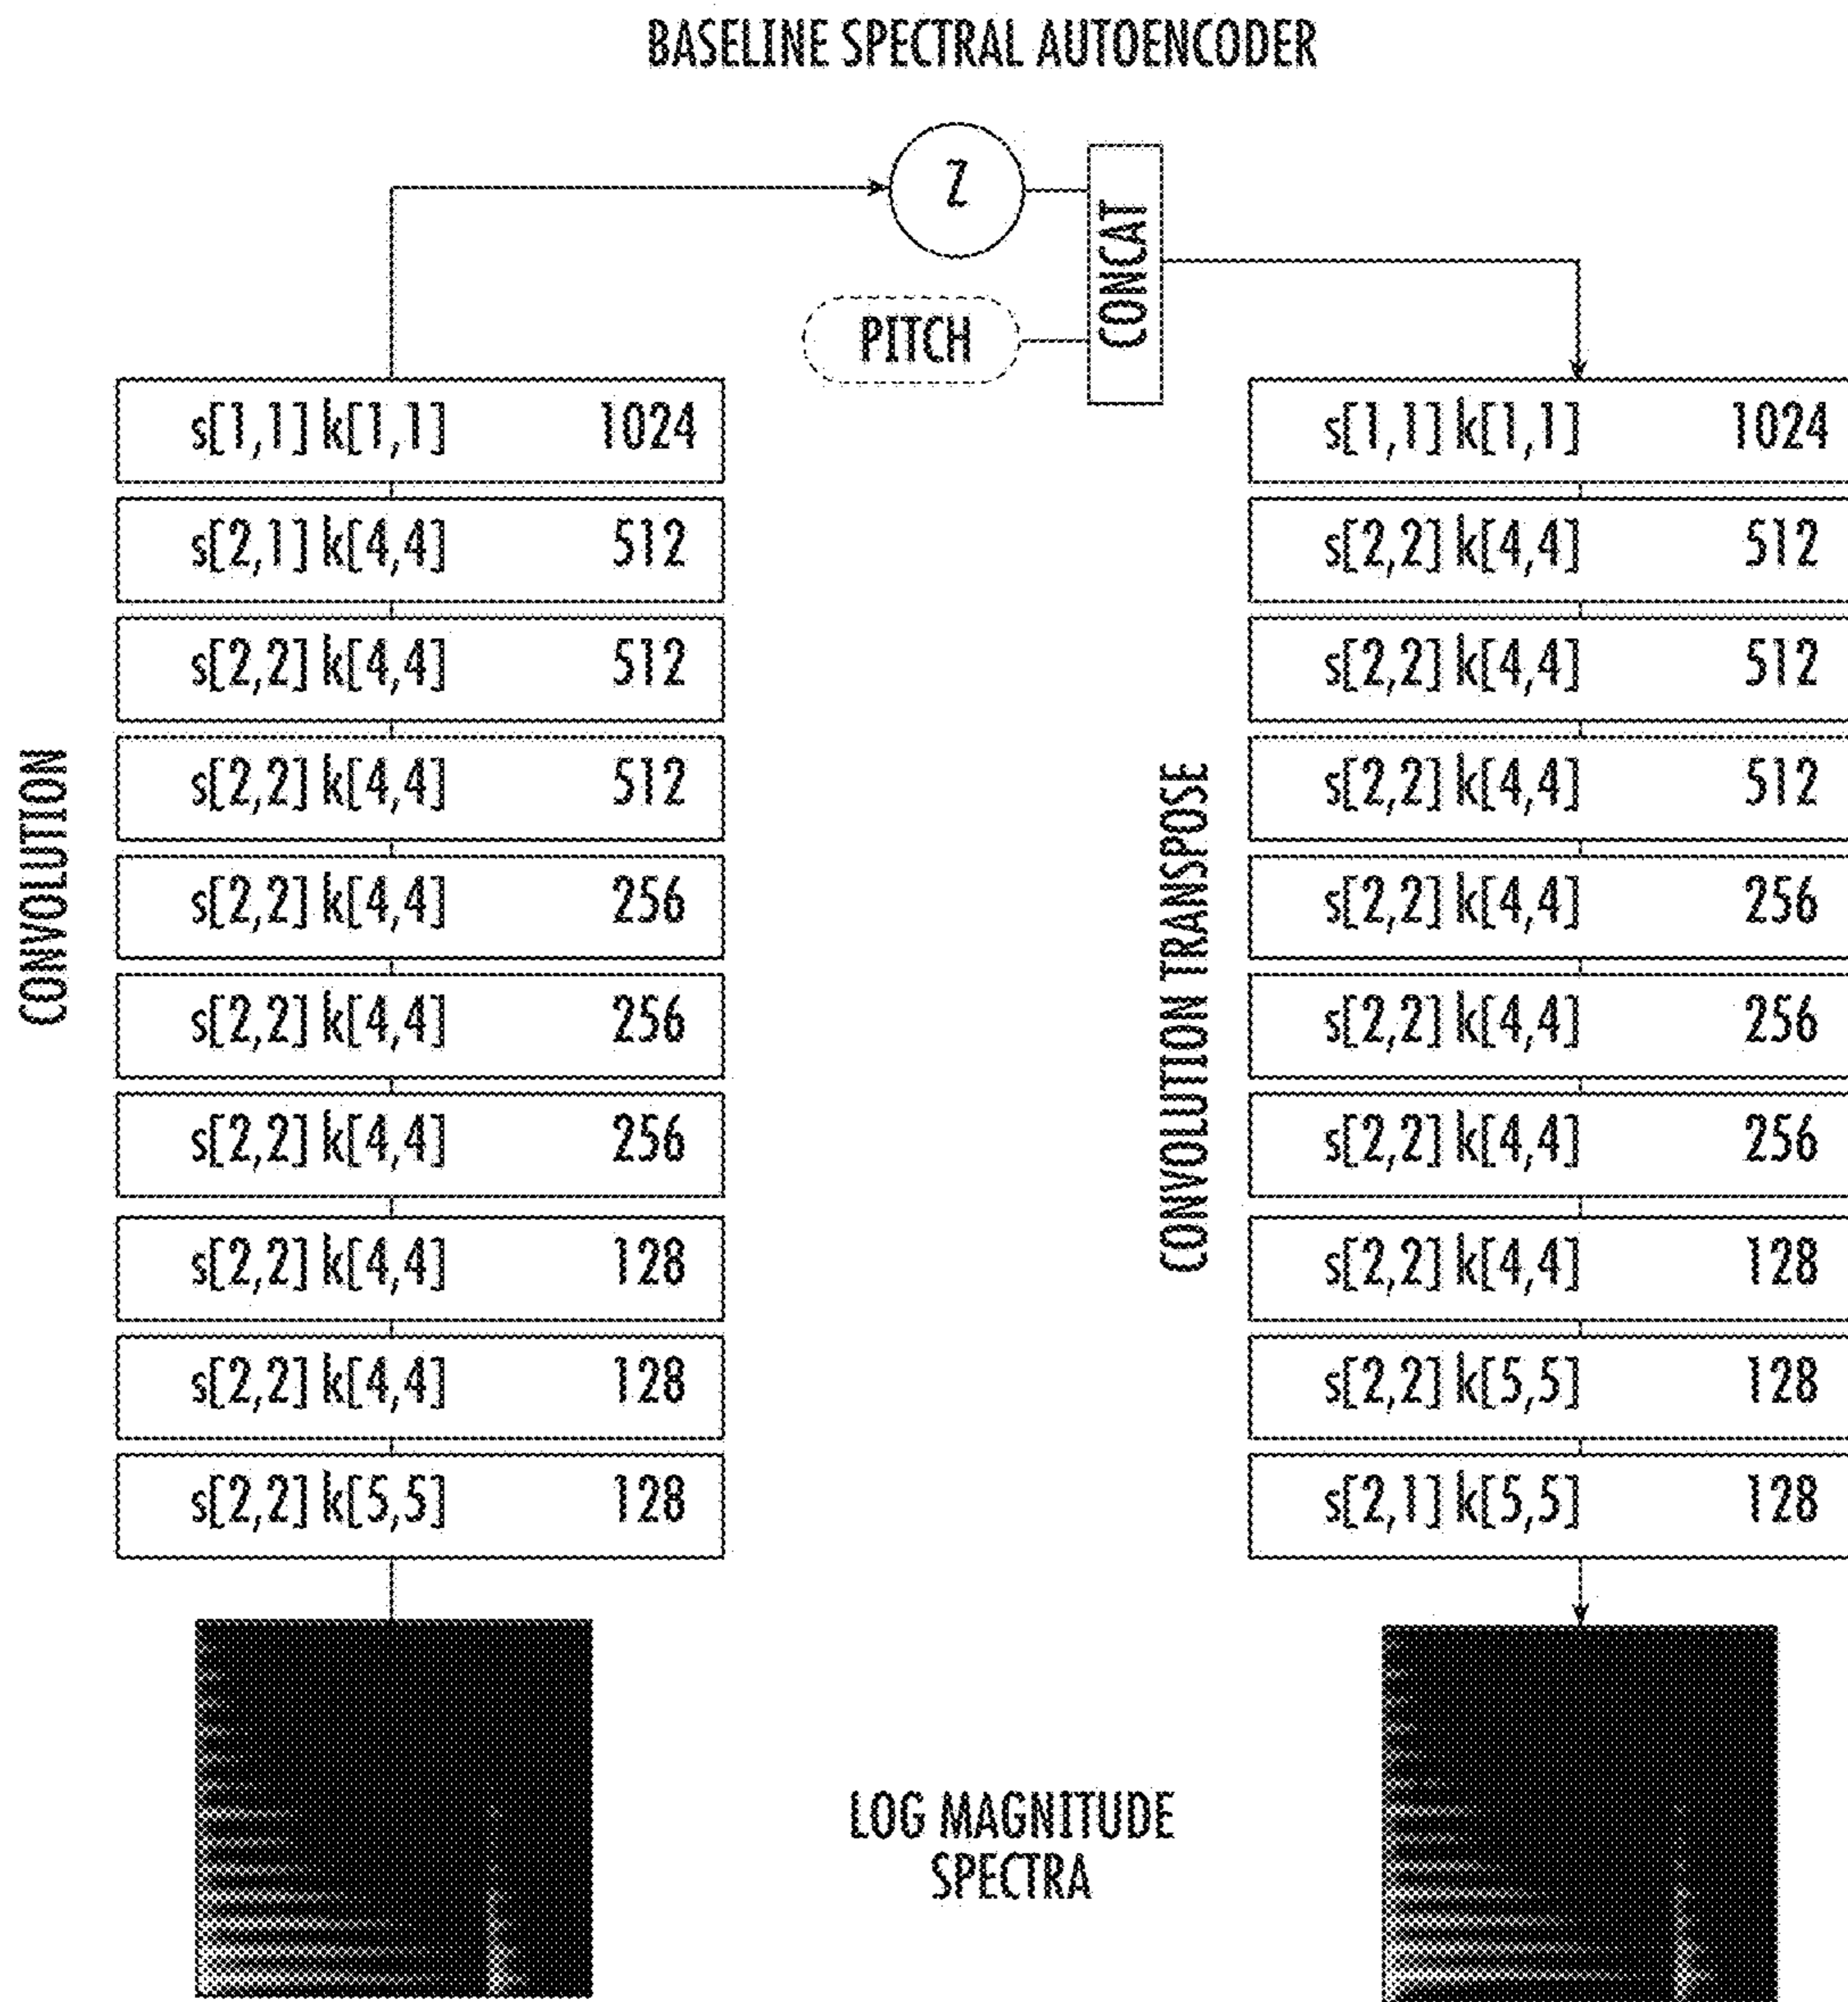 BASELINE SPECTRAL AUTOENCODER
Z
CONCAT
PITCH
CONVOLUTION
s[1,1] k[1,1] 1024
s[2,1] k[4,4] 512
s[2,2] k[4,4] 512
s[2,2] k[4,4] 512
s[2,2] k[4,4] 256
s[2,2] k[4,4] 256
s[2,2] k[4,4] 256
s[2,2] k[4,4] 128
s[2,2] k[4,4] 128
s[2,2] k[5,5] 128
CONVOLUTION TRANSPOSE
s[1,1] k[1,1] 1024
s[2,2] k[4,4] 512
s[2,2] k[4,4] 512
s[2,2] k[4,4] 512
s[2,2] k[4,4] 256
s[2,2] k[4,4] 256
s[2,2] k[4,4] 256
s[2,2] k[4,4] 128
s[2,2] k[5,5] 128
s[2,1] k[5,5] 128
LOG MAGNITUDE
SPECTRA